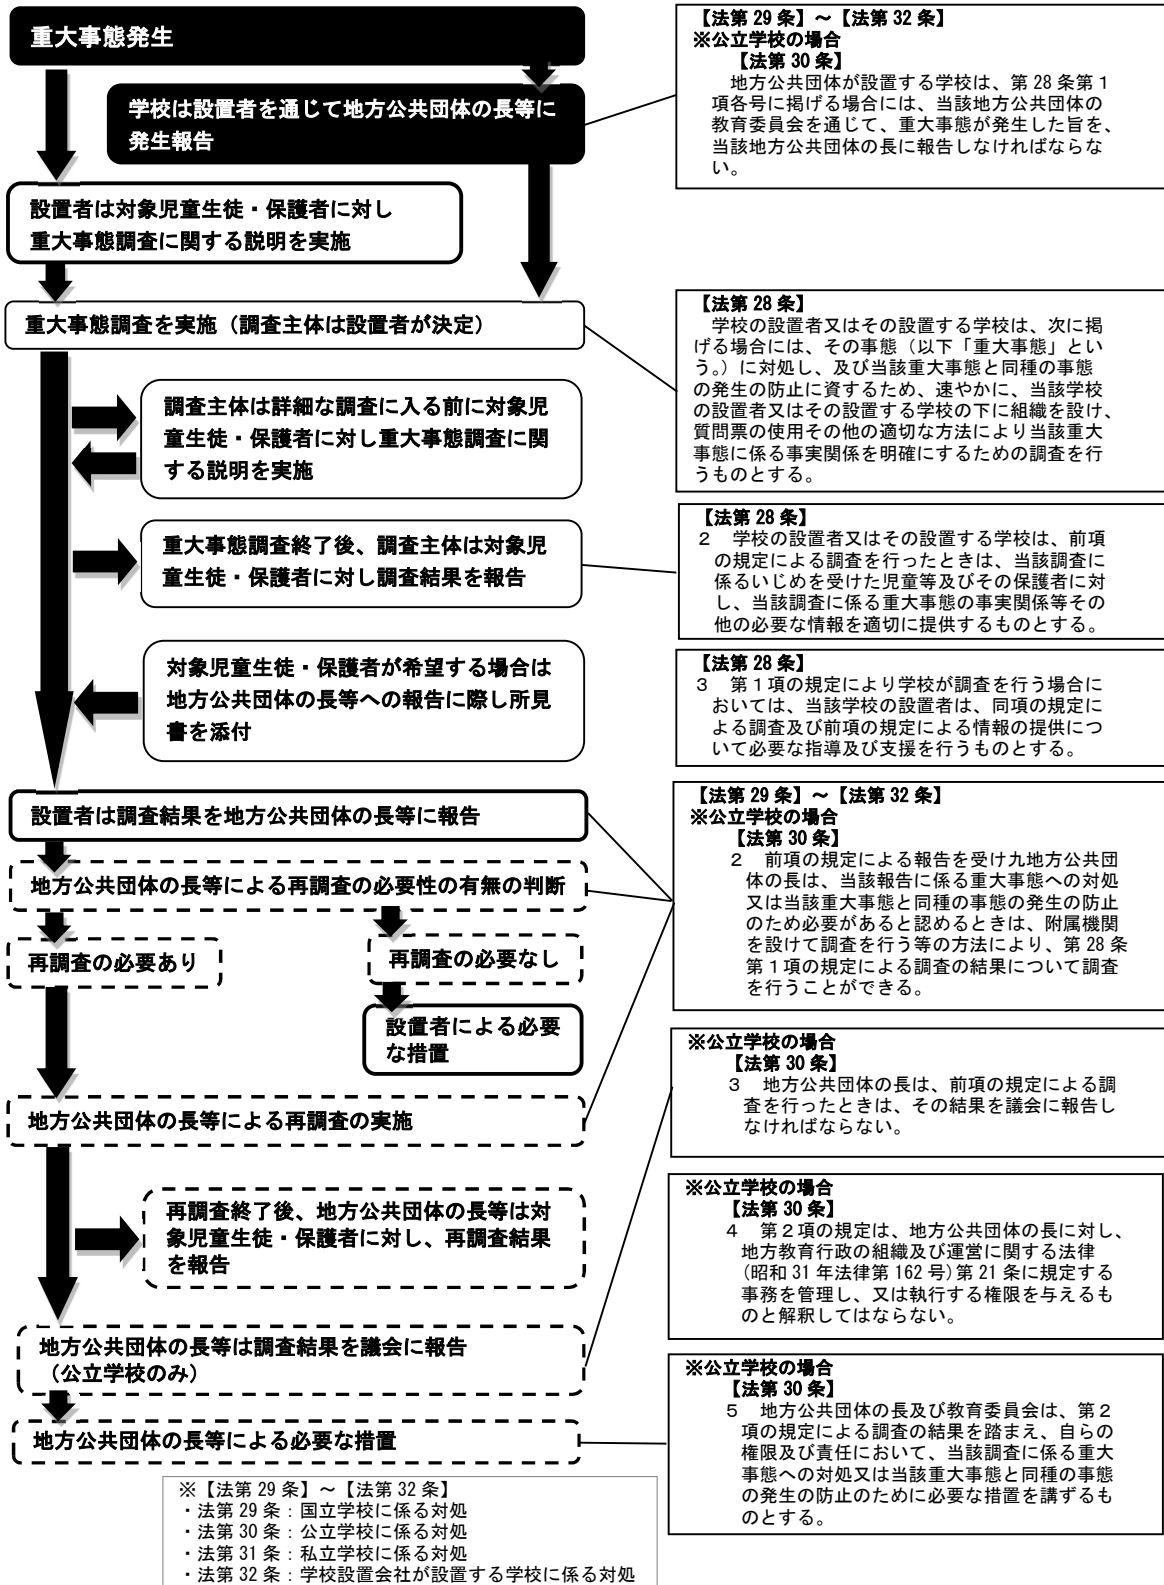 重大事態発生
学校は設置者を通じて地方公共団体の長等に
発生報告
設置者は対象児童生徒・保護者に対し
重大事態調査に関する説明を実施
重大事態調査を実施（調査主体は設置者が決定）
調査主体は詳細な調査に入る前に対象児
童生徒・保護者に対し重大事態調査に関
する説明を実施
重大事態調査終了後、調査主体は対象児
童生徒・保護者に対し調査結果を報告
対象児童生徒・保護者が希望する場合は
地方公共団体の長等への報告に際し所見
書を添付
設置者は調査結果を地方公共団体の長等に報告
地方公共団体の長等による再調査の必要性の有無の判断
再調査の必要あり
再調査の必要なし
設置者による必要
な措置
地方公共団体の長等による再調査の実施
再調査終了後、地方公共団体の長等は対
象児童生徒・保護者に対し、再調査結果
を報告
地方公共団体の長等は調査結果を議会に報告
（公立学校のみ）
地方公共団体の長等による必要な措置
【法第 29 条】～【法第 32 条】
※公立学校の場合
【法第 30 条】
地方公共団体が設置する学校は、第 28 条第 1
項各号に掲げる場合には、当該地方公共団体の
教育委員会を通じて、重大事態が発生した旨を、
当該地方公共団体の長に報告しなければならな
い。
【法第 28 条】
学校の設置者又はその設置する学校は、次に掲
げる場合には、その事態（以下「重大事態」とい
う。）に対処し、及び当該重大事態と同種の事態
の発生の防止に資するため、速やかに、当該学校
の設置者又はその設置する学校の下に組織を設け、
質問票の使用その他の適切な方法により当該重大
事態に係る事実関係を明確にするための調査を行
うものとする。
【法第 28 条】
２　学校の設置者又はその設置する学校は、前項
の規定による調査を行ったときは、当該調査に
係るいじめを受けた児童等及びその保護者に対
し、当該調査に係る重大事態の事実関係等その
他の必要な情報を適切に提供するものとする。
【法第 28 条】
３　第１項の規定により学校が調査を行う場合に
おいては、当該学校の設置者は、同項の規定に
よる調査及び前項の規定による情報の提供につ
いて必要な指導及び支援を行うものとする。
【法第 29 条】～【法第 32 条】
※公立学校の場合
【法第 30 条】
２　前項の規定による報告を受け九地方公共団
体の長は、当該報告に係る重大事態への対処
又は当該重大事態と同種の事態の発生の防止
のため必要があると認めるときは、附属機関
を設けて調査を行う等の方法により、第 28 条
第１項の規定による調査の結果について調査
を行うことができる。
※公立学校の場合
【法第 30 条】
３　地方公共団体の長は、前項の規定による調
査を行ったときは、その結果を議会に報告し
なければならない。
※公立学校の場合
【法第 30 条】
４　第２項の規定は、地方公共団体の長に対し、
地方教育行政の組織及び運営に関する法律
(昭和 31 年法律第 162 号)第 21 条に規定する
事務を管理し、又は執行する権限を与えるも
のと解釈してはならない。
※公立学校の場合
【法第 30 条】
５　地方公共団体の長及び教育委員会は、第２
項の規定による調査の結果を踏まえ、自らの
権限及び責任において、当該調査に係る重大
事態への対処又は当該重大事態と同種の事態
の発生の防止のために必要な措置を講ずるも
のとする。
※【法第 29 条】～【法第 32 条】
・法第 29 条：国立学校に係る対処
・法第 30 条：公立学校に係る対処
・法第 31 条：私立学校に係る対処
・法第 32 条：学校設置会社が設置する学校に係る対処